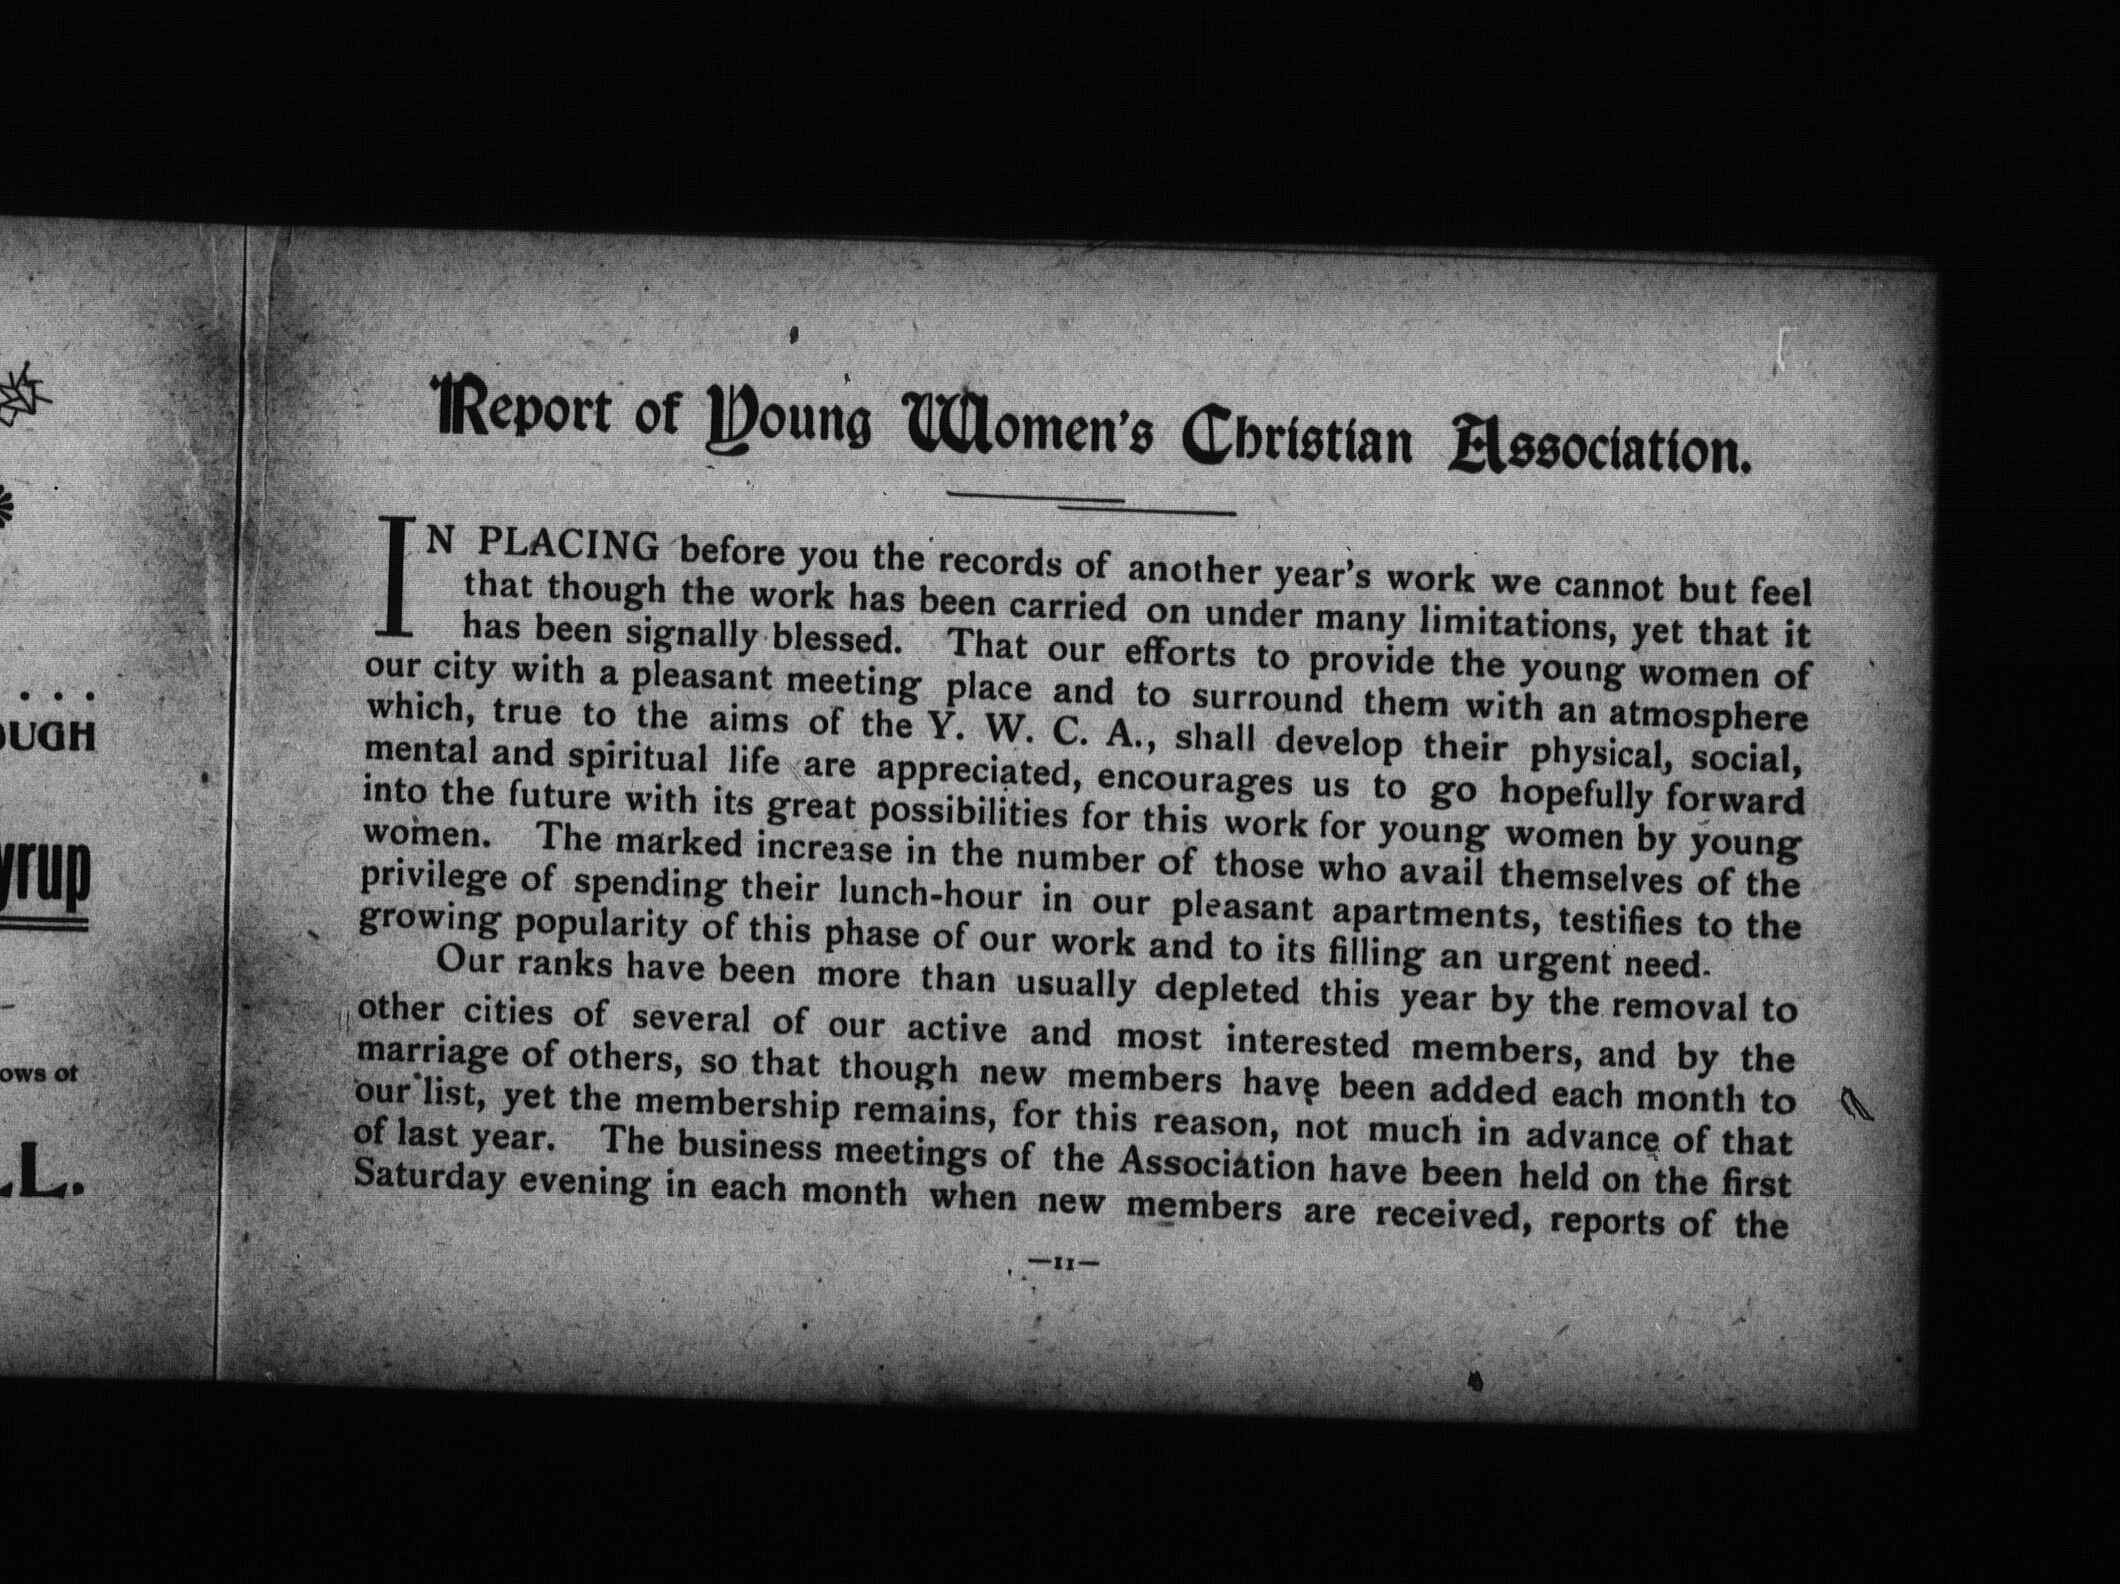 OUGH
yrup
ows of
LL.
Report of Young Women's Christian Association.
IN PLACING before you the records of another year's work we cannot but feel
that though the work has been carried on under many limitations, yet that it
has been signally blessed. That our efforts to provide the young women of
our city with a pleasant meeting place and to surround them with an atmosphere
which, true to the aims of the Y. W. C. A., shall develop their physical, social,
mental and spiritual life are appreciated, encourages us to go hopefully forward
into the future with its great possibilities for this work for young women by young
women. The marked increase in the number of those who avail themselves of the
privilege of spending their lunch-hour in our pleasant apartments, testifies to the
growing popularity of this phase of our work and to its filling an urgent need.
Our ranks have been more than usually depleted this year by the removal to
other cities of several of our active and most interested members, and by the
marriage of others, so that though new members have been added each month to
our list, yet the membership remains, for this reason, not much in advance of that
of last year. The business meetings of the Association have been held on the first
Saturday evening in each month when new members are received, reports of the
—11—